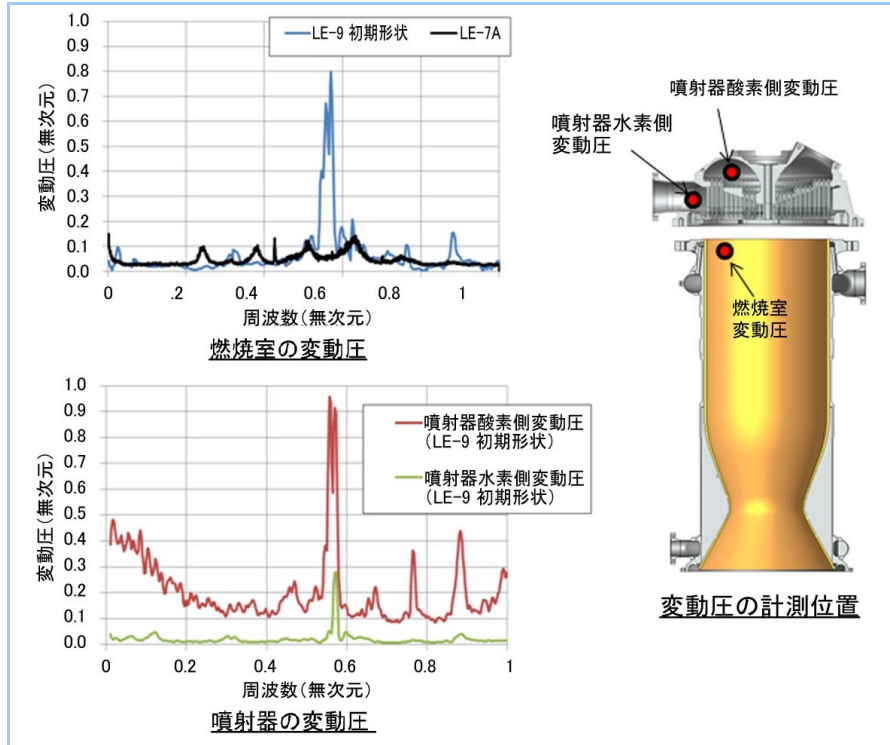 LE-9 初期形状
LE-7A
変動圧(無次元)
1.0
0.9
0.8
0.7
0.6
0.5
0.4
0.3
0.2
0.1
0.0
0
.2
0.4
0.6
0.8
1
周波数(無次元)
燃焼室の変動圧
噴射器酸素側変動圧
(LE-9 初期形状)
噴射器水素側変動圧
(LE-9 初期形状)
変動圧(無次元)
1.0
0.9
0.8
0.7
0.6
0.5
0.4
0.3
0.2
0.1
0.0
0
0.2
0.4
0.6
0.8
1
周波数(無次元)
噴射器の変動圧
噴射器酸素側変動圧
噴射器水素側
変動圧
燃焼室
変動圧
変動圧の計測位置